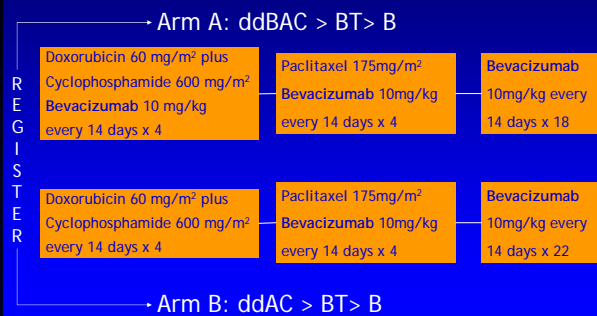 Arm A: ddBAC > BT> B
REGISTER
Doxorubicin 60 mg/m² plus
Cyclophosphamide 600 mg/m²
Bevacizumab 10 mg/kg
every 14 days x 4
Paclitaxel 175mg/m²
Bevacizumab 10mg/kg
every 14 days x 4
Bevacizumab
10mg/kg every
14 days x 18
Doxorubicin 60 mg/m² plus
Cyclophosphamide 600 mg/m²
every 14 days x 4
Paclitaxel 175mg/m²
Bevacizumab 10mg/kg
every 14 days x 4
Bevacizumab
10mg/kg every
14 days x 22
Arm B: ddAC > BT> B